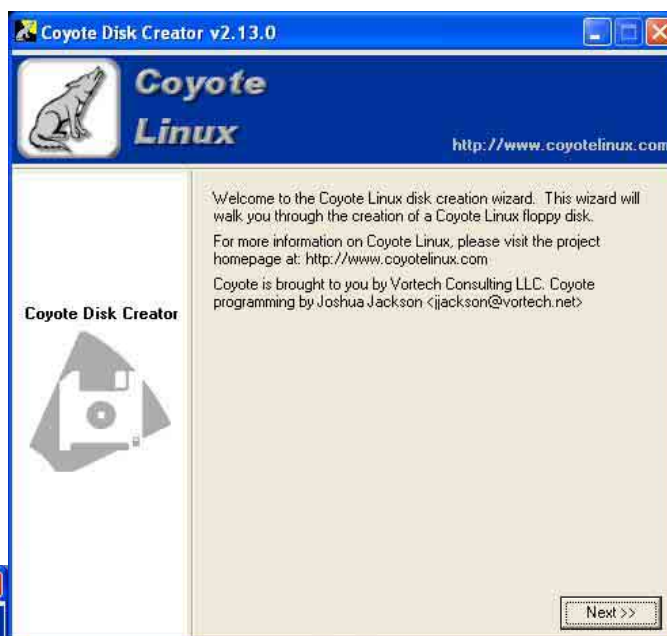 Coyote Disk Creator v2.13.0
Coyote
Linux
http://www.coyotelinux.com
Welcome to the Coyote Linux disk creation wizard. This wizard will
walk you through the creation of a Coyote Linux floppy disk.
For more information on Coyote Linux, please visit the project
homepage at: http://www.coyotelinux.com
Coyote is brought to you by Vortech Consulting LLC. Coyote
programming by Joshua Jackson <jjackson@vortech.net>
Coyote Disk Creator
Next >>